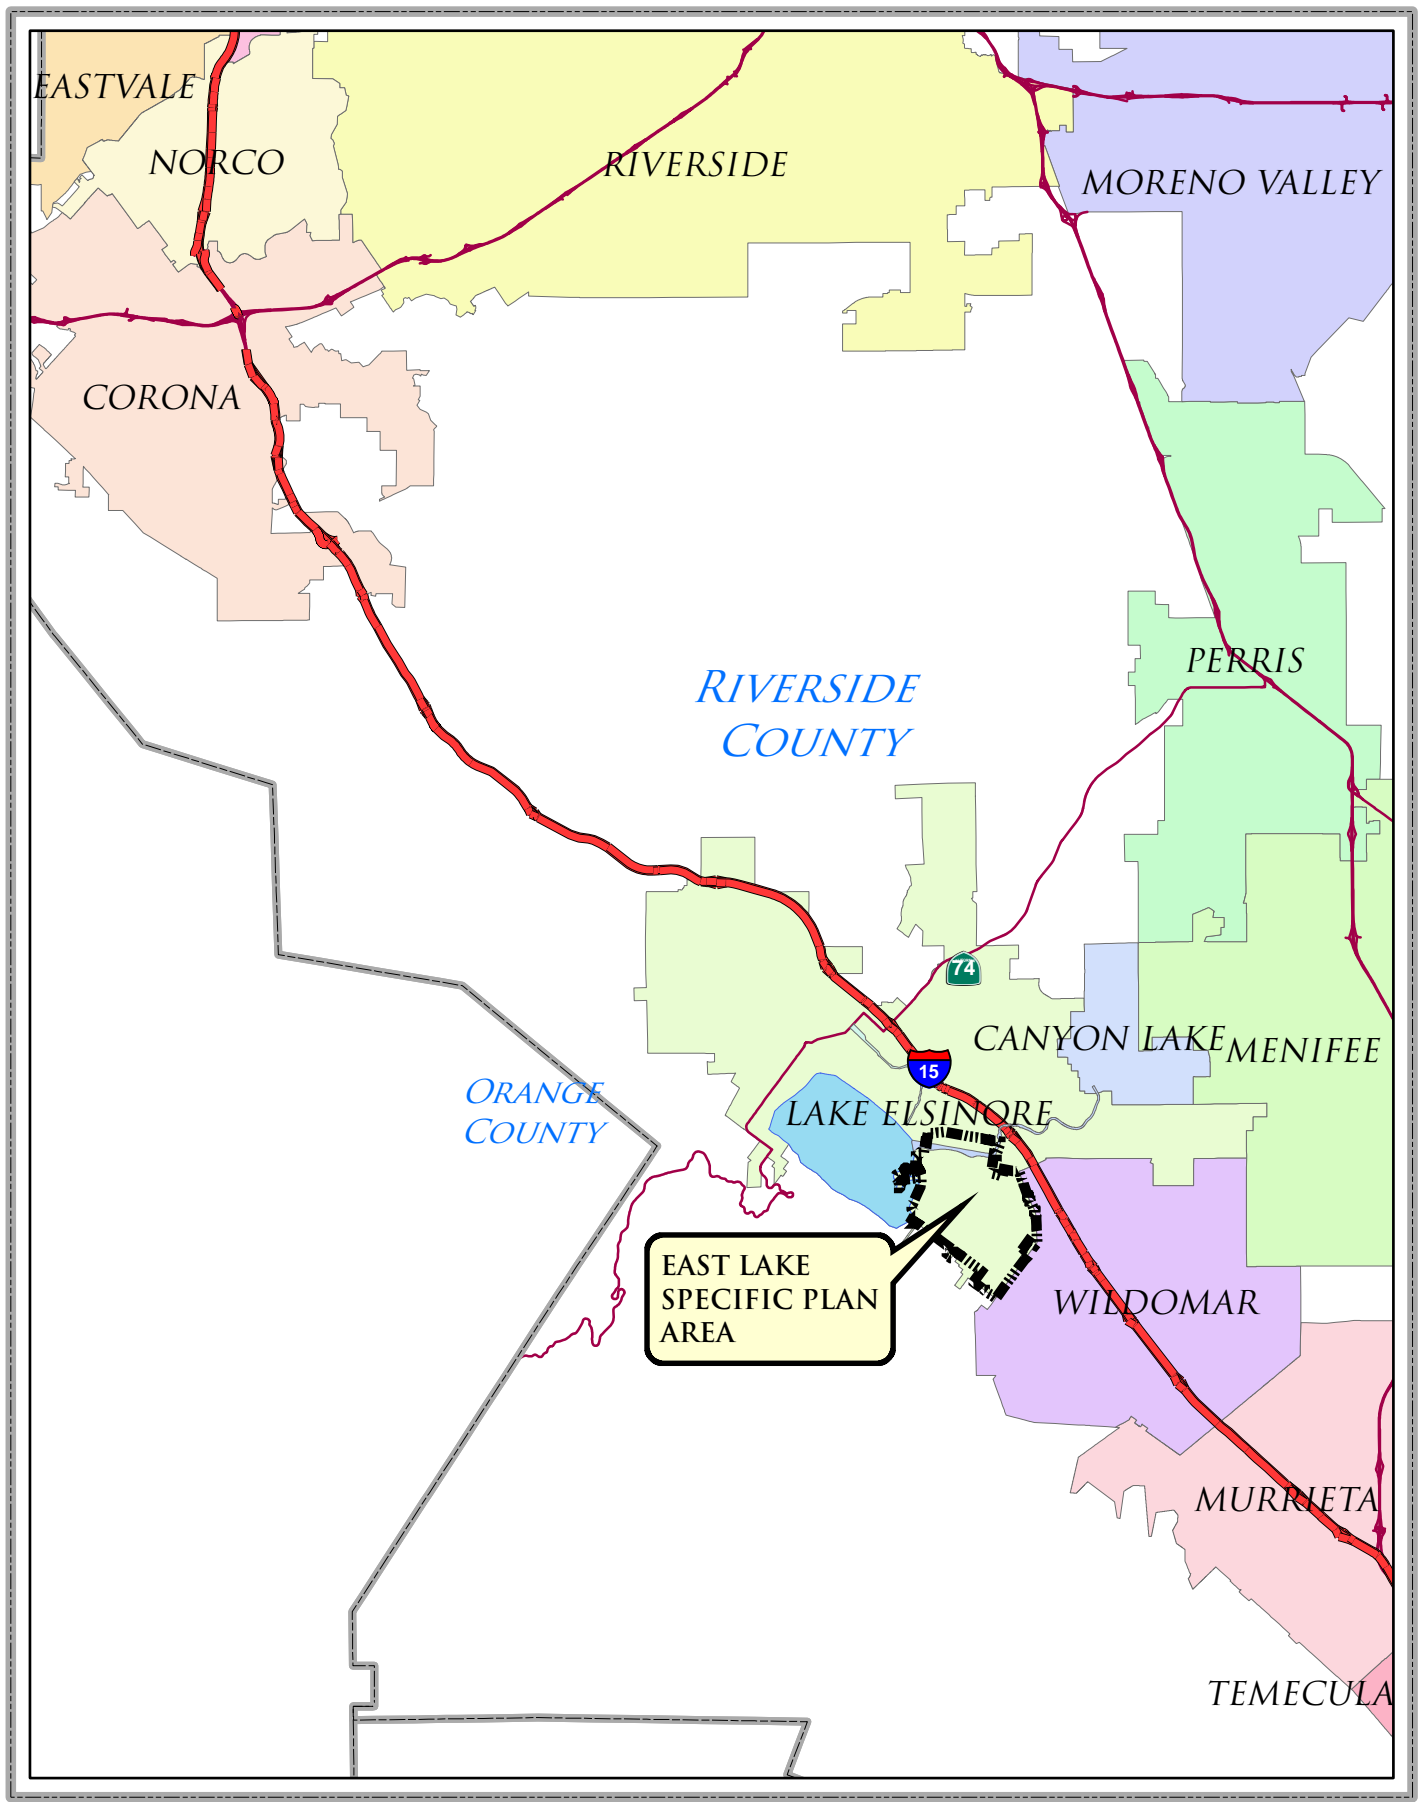 EASTVALE
NORCO
RIVERSIDE
MORENO VALLEY
CORONA
PERRIS
RIVERSIDE
COUNTY
74
CANYON LAKE
MENIFEE
15
ORANGE
COUNTY
LAKE ELSINORE
EAST LAKE
SPECIFIC PLAN
AREA
WILDOMAR
MURRIETA
TEMECULA